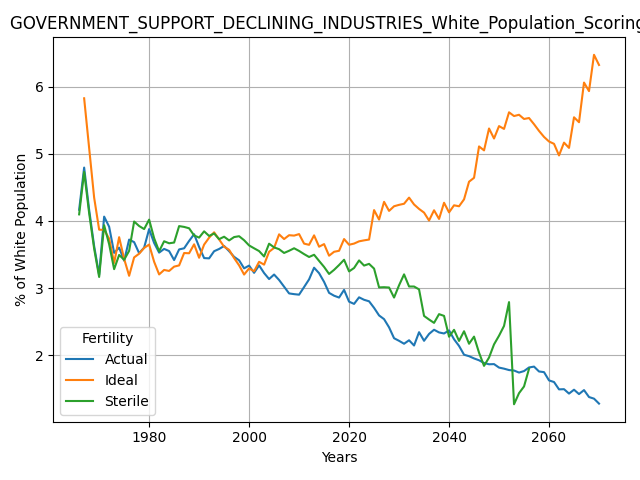 GOVERNMENT_SUPPORT_DECLINING_INDUSTRIES_White_Population_Scoring
6
5
4
3
2
% of White Population
Fertility
Actual
Ideal
Sterile
1980
2000
2020
2040
2060
Years